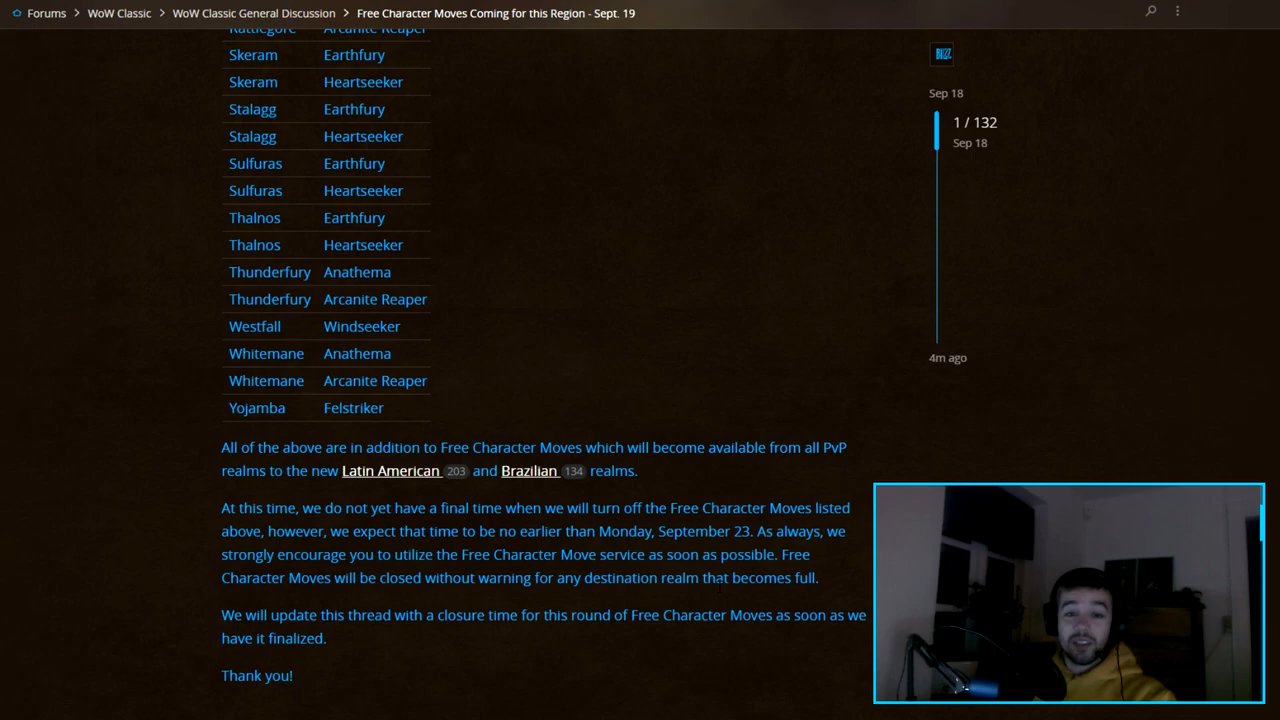 Forums > WoW Classic > WoW Classic General Discussion > Free Character Moves Coming for this Region - Sept. 19
Rattlegore Arcanite Reaper
Skeram Earthfury
Skeram Heartseeker
Stalagg Earthfury
Stalagg Heartseeker
Sulfuras Earthfury
Sulfuras Heartseeker
Thalnos Earthfury
Thalnos Heartseeker
Thunderfury Anathema
Thunderfury Arcanite Reaper
Westfall Windseeker
Whitemane Anathema
Whitemane Arcanite Reaper
Yojamba Felstriker
All of the above are in addition to Free Character Moves which will become available from all PvP
realms to the new Latin American 203 and Brazilian 134 realms.
At this time, we do not yet have a final time when we will turn off the Free Character Moves listed
above, however, we expect that time to be no earlier than Monday, September 23. As always, we
strongly encourage you to utilize the Free Character Move service as soon as possible. Free
Character Moves will be closed without warning for any destination realm that becomes full.
We will update this thread with a closure time for this round of Free Character Moves as soon as we
have it finalized.
Thank you!
BLIZZ
Sep 18
1 / 132
Sep 18
4m ago